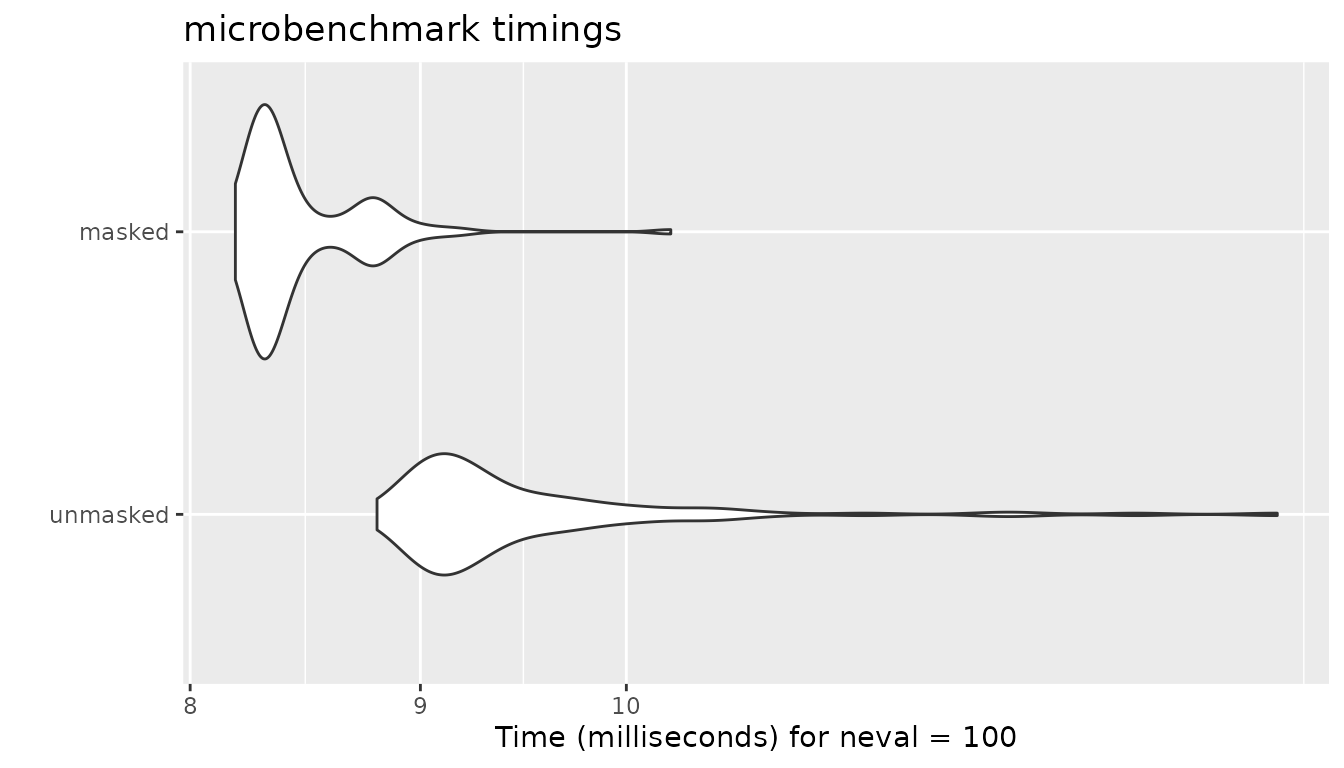 microbenchmark timings
masked
unmasked
8 9 10
Time (milliseconds) for neval = 100